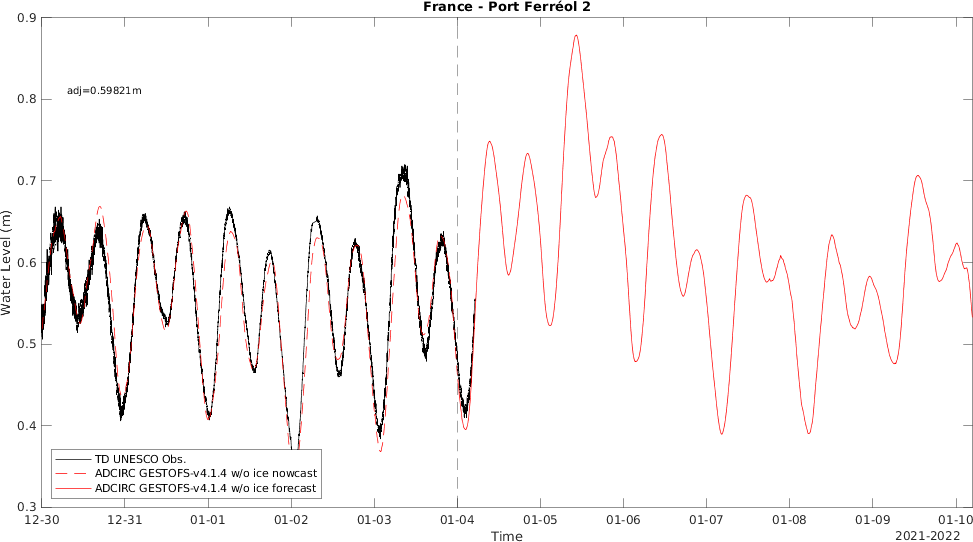 France - Port Ferréol 2
0.9
0.8
0.7
0.6
0.5
0.4
0.3
Water Level (m)
adj=0.59821m
TD UNESCO Obs.
ADCIRC GESTOFS-v4.1.4 w/o ice nowcast
ADCIRC GESTOFS-v4.1.4 w/o ice forecast
12-30 12-31 01-01 01-02 01-03 01-04 01-05 01-06 01-07 01-08 01-09 01-10
Time
2021-2022